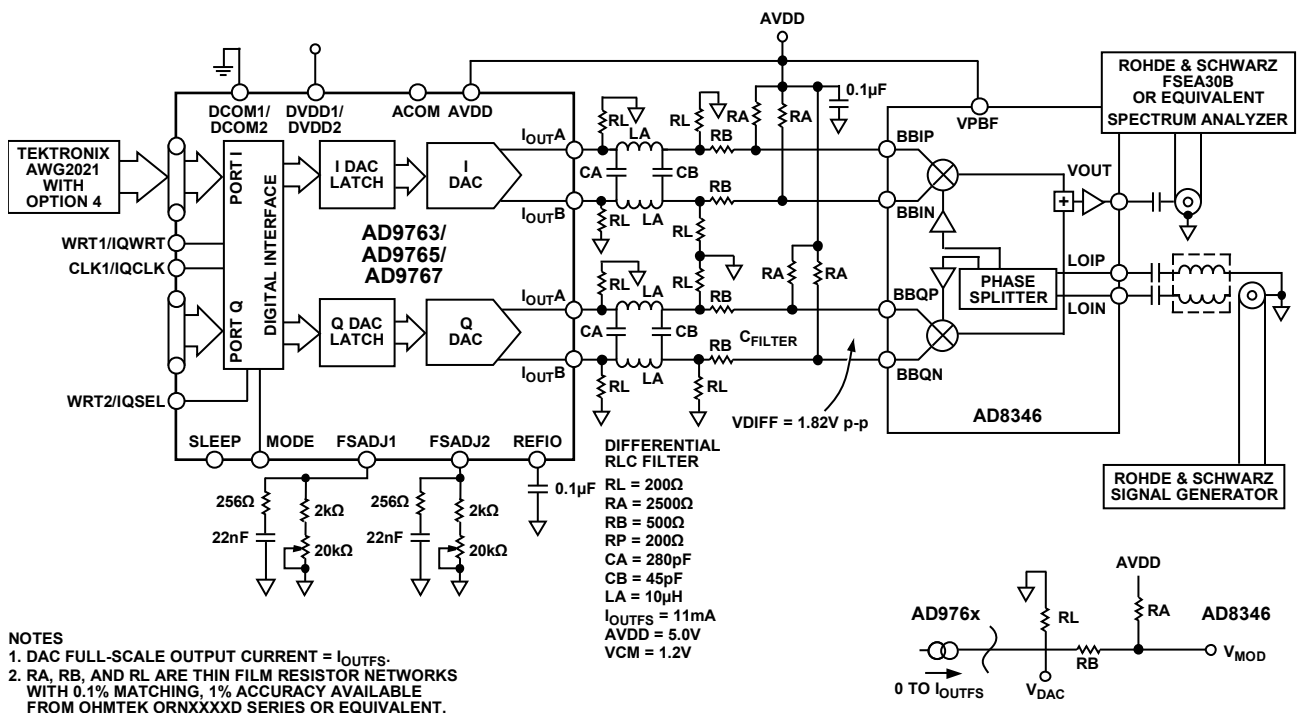 AVDD
ROHDE & SCHWARZ
FSEA30B
OR EQUIVALENT
SPECTRUM ANALYZER
DCOM1/
DCOM2
DVDD1/
DVDD2
ACOM
AVDD
0.1µF
VPBF
TEKTRONIX
AWG2021
WITH
OPTION 4
PORT I
DIGITAL INTERFACE
PORT Q
I DAC
LATCH
I
DAC
IOUTA
IOUTB
RL
LA
RL
RB
RA
RA
CA
CB
RL
LA
RB
RL
BBIP
BBIN
VOUT
WRT1/IQWRT
CLK1/IQCLK
AD9763/
AD9765/
AD9767
Q DAC
LATCH
Q
DAC
IOUTA
IOUTB
RL
LA
RL
RB
RA
RA
CA
CB
CFILTER
RL
LA
RB
RL
BBQP
BBQN
PHASE
SPLITTER
LOIP
LOIN
WRT2/IQSEL
VDIFF = 1.82V p-p
AD8346
SLEEP
MODE
FSADJ1
FSADJ2
REFIO
256Ω
22nF
2kΩ
20kΩ
256Ω
22nF
2kΩ
20kΩ
0.1µF
DIFFERENTIAL
RLC FILTER
RL = 200Ω
RA = 2500Ω
RB = 500Ω
RP = 200Ω
CA = 280pF
CB = 45pF
LA = 10µH
IOUTFS = 11mA
AVDD = 5.0V
VCM = 1.2V
ROHDE & SCHWARZ
SIGNAL GENERATOR
AVDD
AD976x
RL
RA
AD8346
RB
VMOD
0 TO IOUTFS
VDAC
NOTES
1. DAC FULL-SCALE OUTPUT CURRENT = IOUTFS.
2. RA, RB, AND RL ARE THIN FILM RESISTOR NETWORKS
WITH 0.1% MATCHING, 1% ACCURACY AVAILABLE
FROM OHMTEK ORNXXXXD SERIES OR EQUIVALENT.